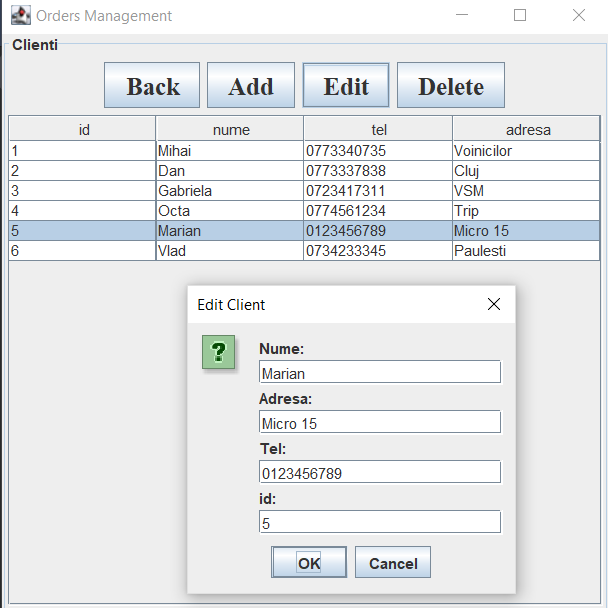 Orders Management
Clienti
Back Add Edit Delete
id nume tel adresa
1 Mihai 0773340735 Voinicilor
2 Dan 0773337838 Cluj
3 Gabriela 0723417311 VSM
4 Octa 0774561234 Trip
5 Marian 0123456789 Micro 15
6 Vlad 0734233345 Paulesti
Edit Client
?
Nume:
Marian
Adresa:
Micro 15
Tel:
0123456789
id:
5
OK Cancel